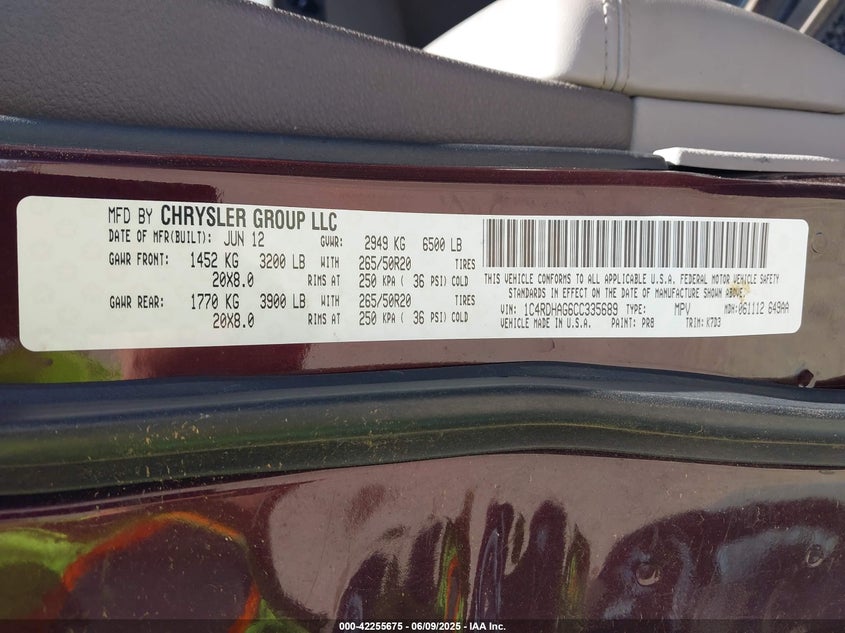 MFD BY CHRYSLER GROUP LLC
DATE OF MFR(BUILT): JUN 12 GVWR: 2949 KG 6500 LB
GAWR FRONT: 1452 KG 3200 LB WITH 265/50R20 TIRES
20X8.0 RIMS AT 250 KPA ( 36 PSI) COLD
GAWR REAR: 1770 KG 3900 LB WITH 265/50R20 TIRES
20X8.0 RIMS AT 250 KPA ( 36 PSI) COLD
THIS VEHICLE CONFORMS TO ALL APPLICABLE U.S.A. FEDERAL MOTOR VEHICLE SAFETY
STANDARDS IN EFFECT ON THE DATE OF MANUFACTURE SHOWN ABOVE.
VIN: 1C4RDHAG6CC335689 TYPE: MPV MDH: 061112 649AA
VEHICLE MADE IN U.S.A. PAINT: PRB TRIM: K7D3
000-42255675 | 06/09/2025 | IAA Inc.